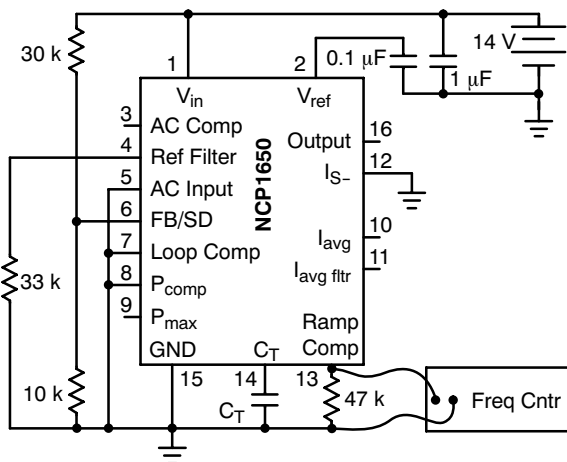 30 k
1
2
0.1 µF
1 µF
14 V
Vin
Vref
3
AC Comp
4
Ref Filter
5
AC Input
6
FB/SD
7
Loop Comp
8
Pcomp
9
Pmax
GND
15
CT
14
CT
NCP1650
Output
16
IS–
12
Iavg
10
Iavg fltr
11
Ramp
Comp
13
33 k
10 k
47 k
Freq Cntr